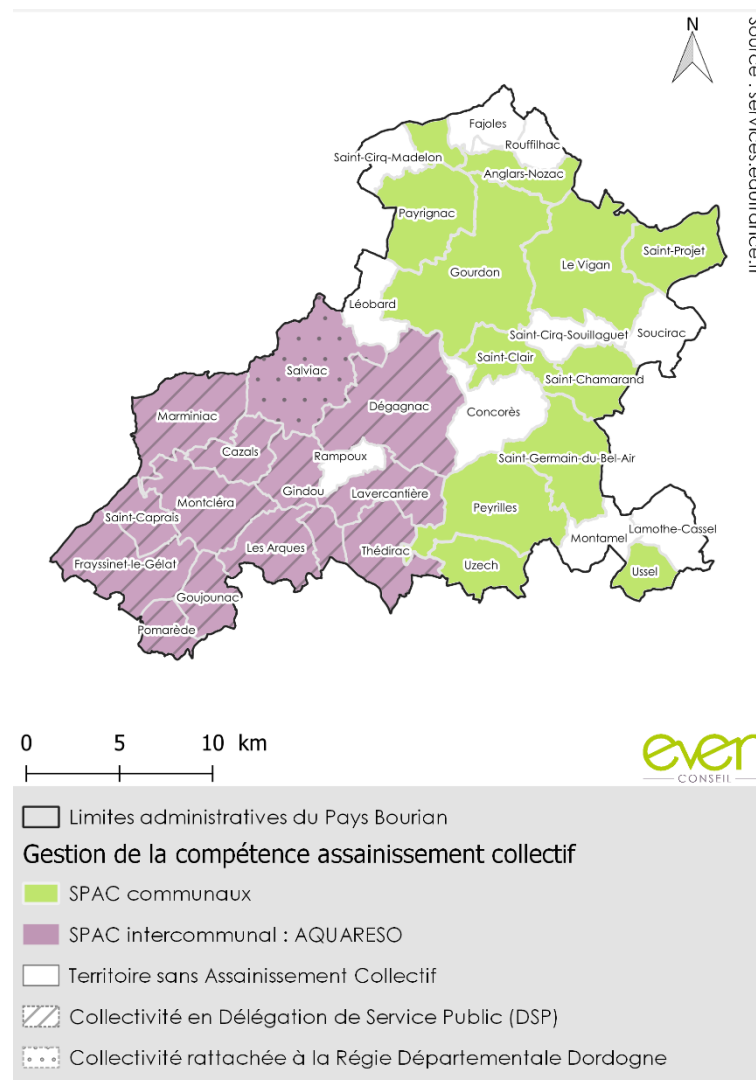 N
Source : services.eaufrance.fr
Fajoles
Rouffilhac
Saint-Cirq-Madelon
Anglars-Nozac
Payrignac
Saint-Projet
Le Vigan
Gourdon
Léobard
Saint-Cirq-Souillaguet
Soucirac
Saint-Clair
Salviac
Saint-Chamarand
Dégagnac
Concorès
Marminiac
Cazals
Rampoux
Saint-Germain-du-Bel-Air
Gindou
Lavercantière
Montcléra
Peyrilles
Saint-Caprais
Lamothe-Cassel
Montamel
Les Arques
Thédirac
Frayssinet-le-Gélat
Uzech
Ussel
Goujounac
Pomarède
0 5 10 km
even
CONSEIL
Limites administratives du Pays Bourian
Gestion de la compétence assainissement collectif
SPAC communaux
SPAC intercommunal : AQUARESO
Territoire sans Assainissement Collectif
Collectivité en Délégation de Service Public (DSP)
Collectivité rattachée à la Régie Départementale Dordogne